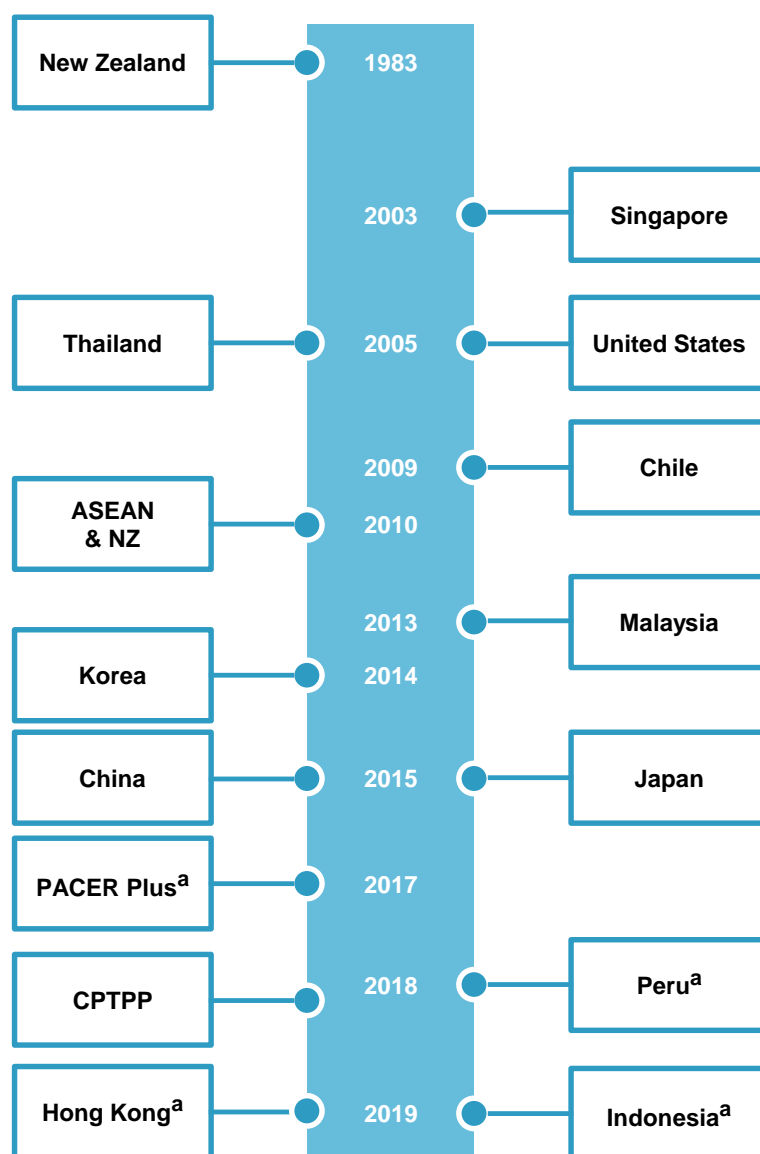 New Zealand
1983
2003
Singapore
Thailand
2005
United States
2009
Chile
ASEAN
& NZ
2010
2013
Malaysia
Korea
2014
China
2015
Japan
PACER Plusᵃ
2017
CPTPP
2018
Peruᵃ
Hong Kongᵃ
2019
Indonesiaᵃ